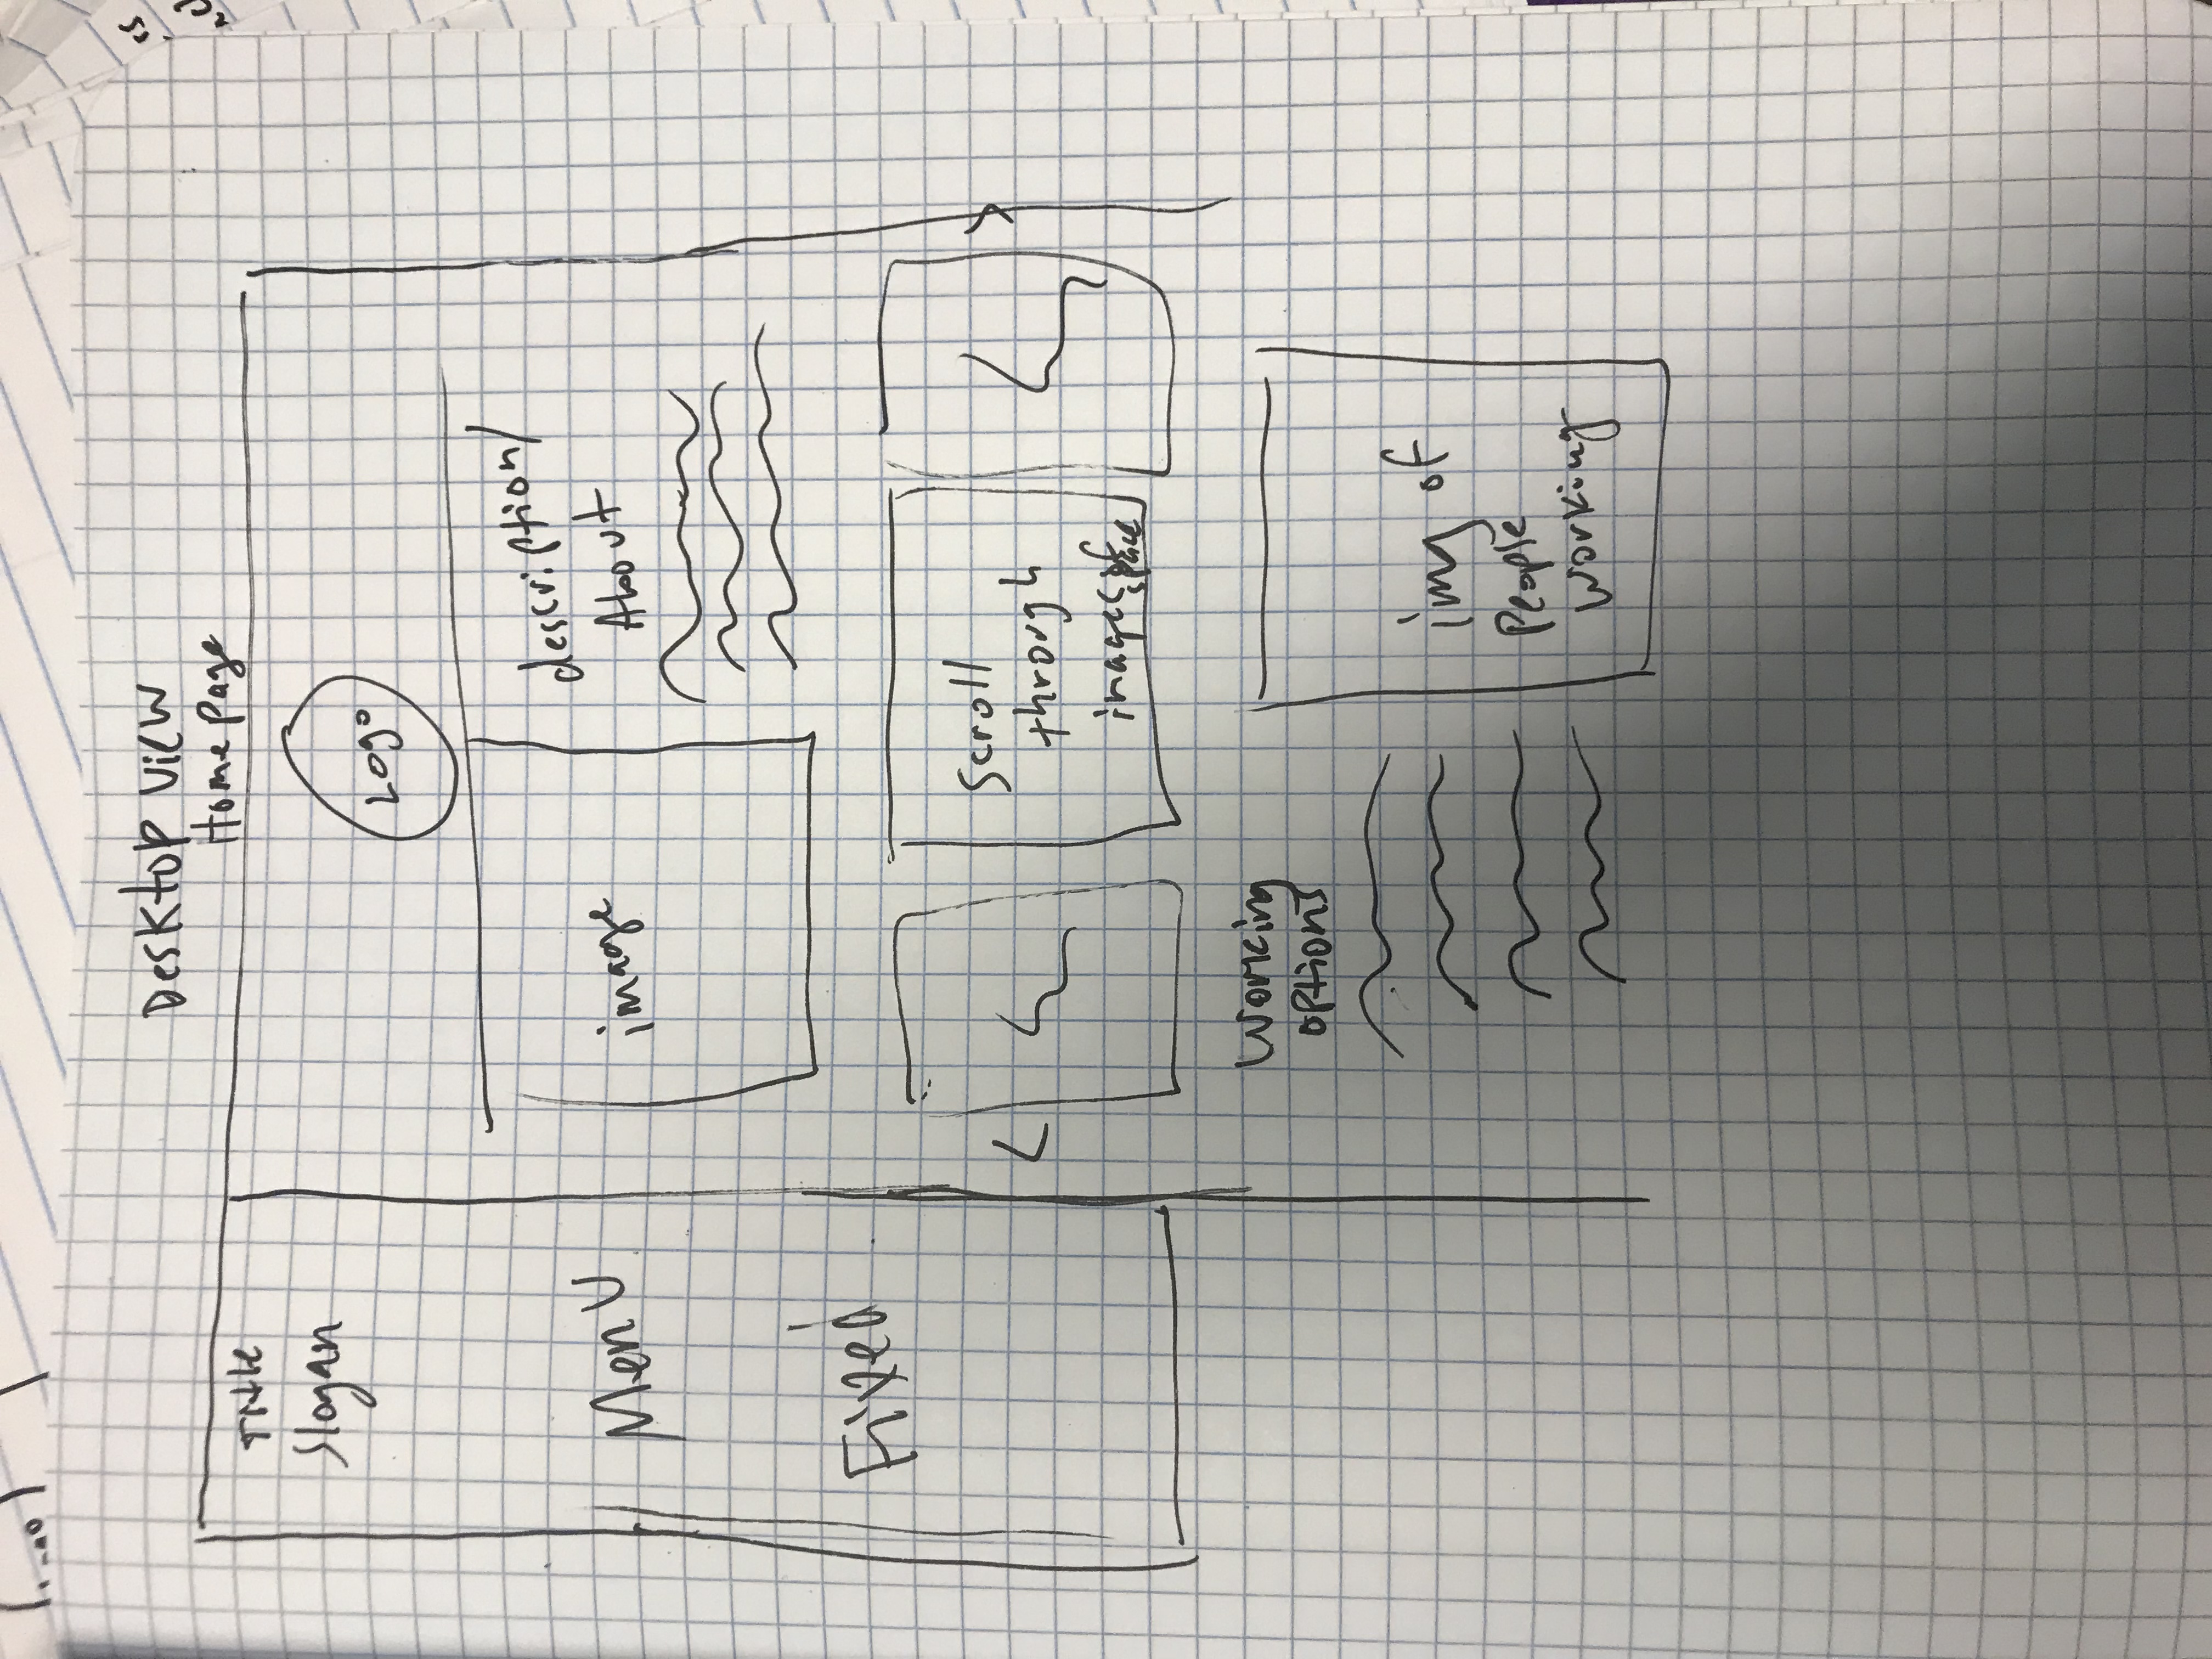 Desktop view
Home Page
Title
Slogan
Menu
Fixed
Logo
image
description/
About
<
Scroll
through
images of
space
>
Working
options
img of
People
working